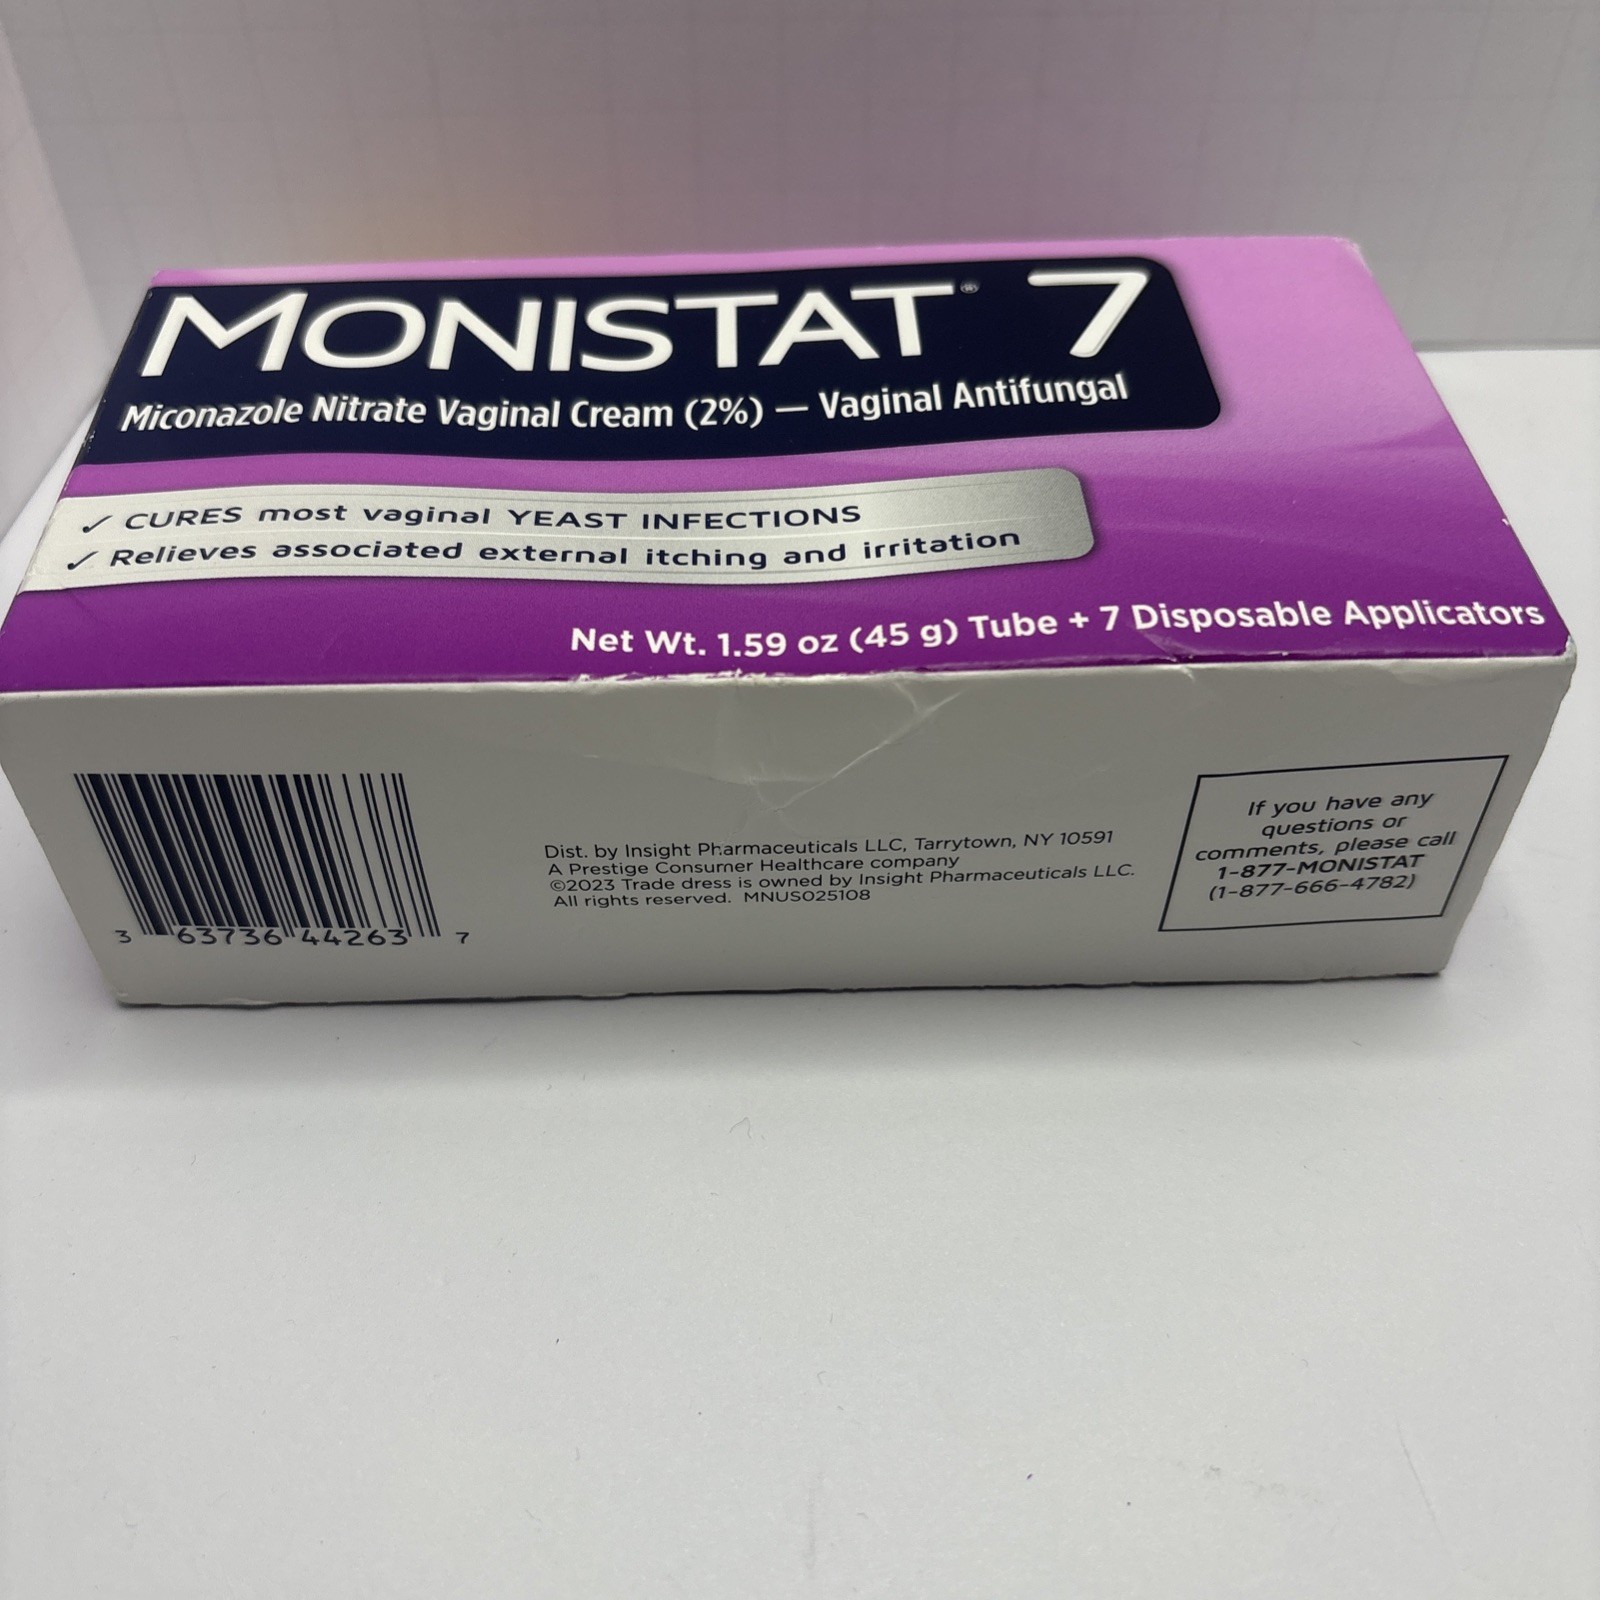 MONISTAT® 7
Miconazole Nitrate Vaginal Cream (2%) — Vaginal Antifungal
✓ CURES most vaginal YEAST INFECTIONS
✓ Relieves associated external itching and irritation
Net Wt. 1.59 oz (45 g) Tube + 7 Disposable Applicators
3 63736 44263 7
Dist. by Insight Pharmaceuticals LLC, Tarrytown, NY 10591
A Prestige Consumer Healthcare company
©2023 Trade dress is owned by Insight Pharmaceuticals LLC.
All rights reserved. MNUS025108
If you have any
questions or
comments, please call
1-877-MONISTAT
(1-877-666-4782)